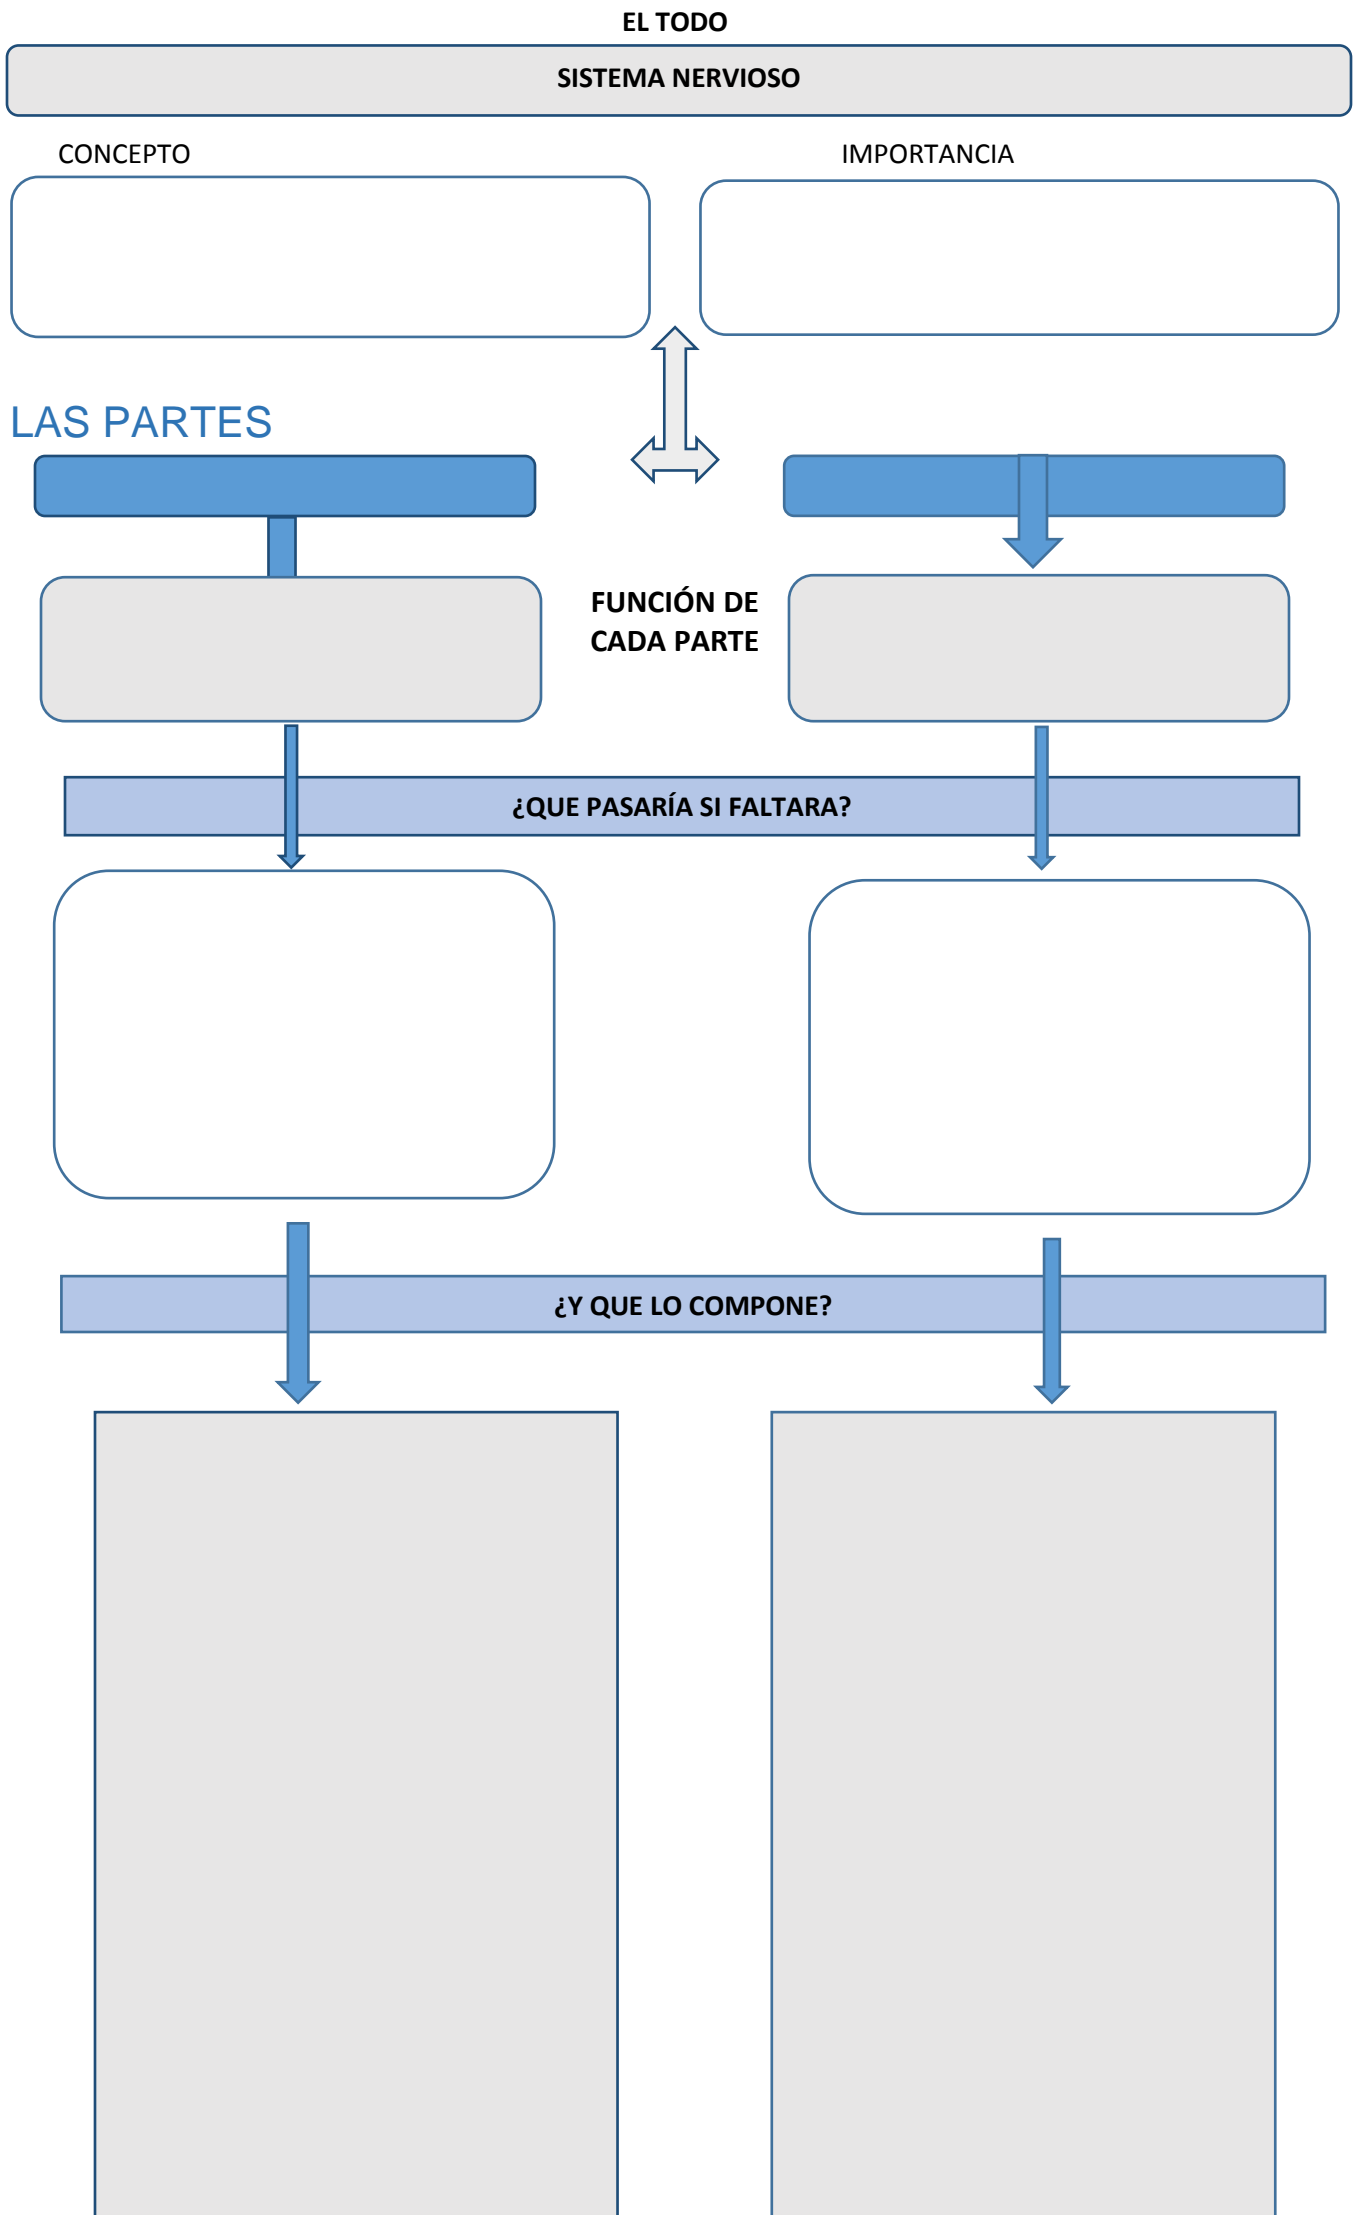 EL TODO
SISTEMA NERVIOSO
CONCEPTO
IMPORTANCIA
LAS PARTES
FUNCIÓN DE
CADA PARTE
¿QUE PASARÍA SI FALTARA?
¿Y QUE LO COMPONE?